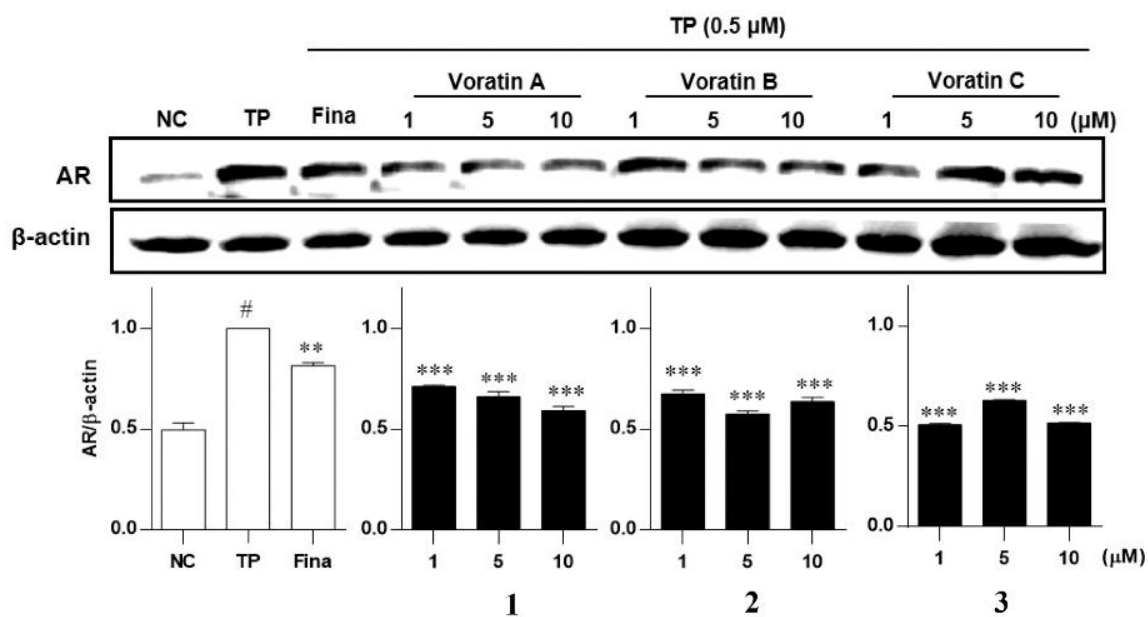 TP (0.5 μM)
Voratin A Voratin B Voratin C
NC TP Fina 1 5 10 1 5 10 1 5 10 (μM)
AR
β-actin
# ** *** *** *** *** *** *** *** *** ***
AR/β-actin
1.0 1.0 1.0 1.0
0.5 0.5 0.5 0.5
0.0 0.0 0.0 0.0
NC TP Fina 1 5 10 1 5 10 1 5 10 (μM)
1 2 3